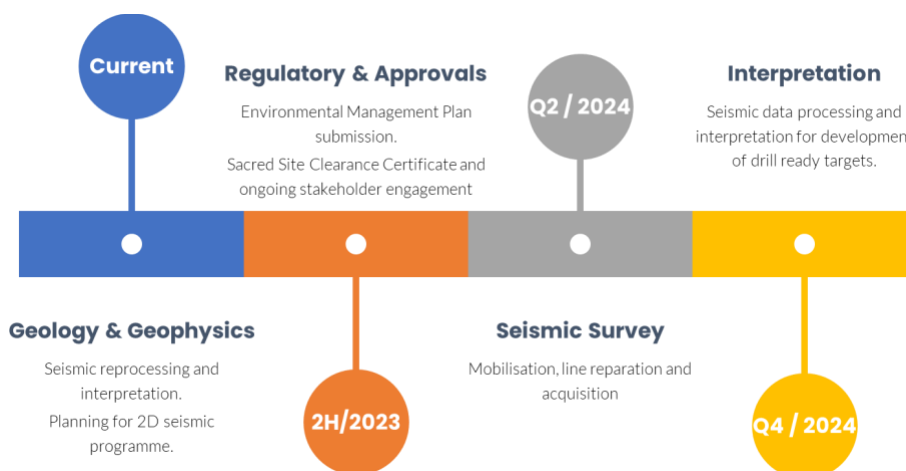 Current
Geology & Geophysics
Seismic reprocessing and
interpretation.
Planning for 2D seismic
programme.
Regulatory & Approvals
Environmental Management Plan
submission.
Sacred Site Clearance Certificate and
ongoing stakeholder engagement
2H/2023
Q2 / 2024
Seismic Survey
Mobilisation, line reparation and
acquisition
Interpretation
Seismic data processing and
interpretation for developmen
of drill ready targets.
Q4 / 2024